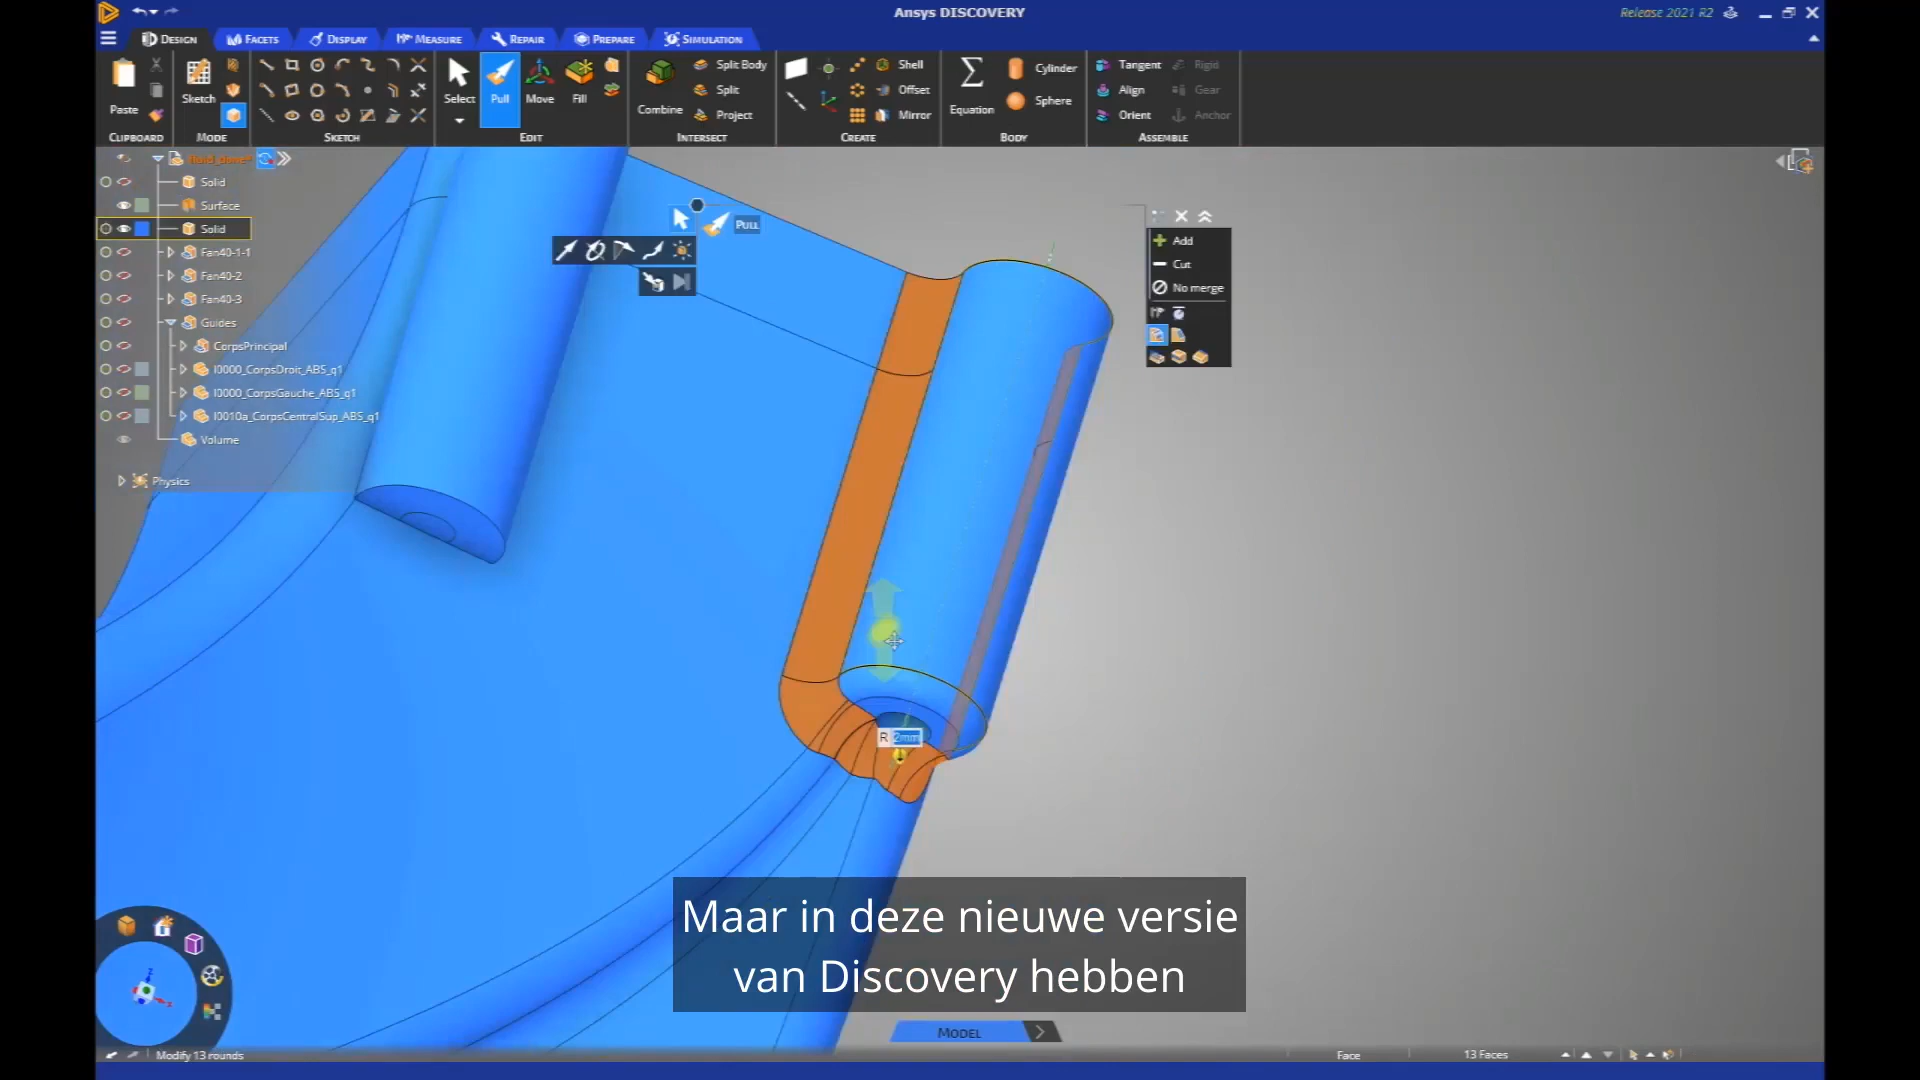 Ansys DISCOVERY
Release 2021 R2
DESIGN FACETS DISPLAY MEASURE REPAIR PREPARE SIMULATION
Paste Sketch Select Pull Move Fill Combine Split Body Split Project Shell Offset Mirror Equation Cylinder Sphere Tangent Align Orient Rigid Gear Anchor
CLIPBOARD MODE SKETCH EDIT INTERSECT CREATE BODY ASSEMBLE
Solid
Surface
Solid
Fan40-1-1
Fan40-2
Fan40-3
Guides
CorpsPrincipal
I0000_CorpsDroit_ABS_q1
I0000_CorpsGauche_ABS_q1
I0010a_CorpsCentralSup_ABS_q1
Volume
Physics
PULL
Add
Cut
No merge
R 2mm
Maar in deze nieuwe versie
van Discovery hebben
MODEL
Modify 13 rounds
Face
13 Faces